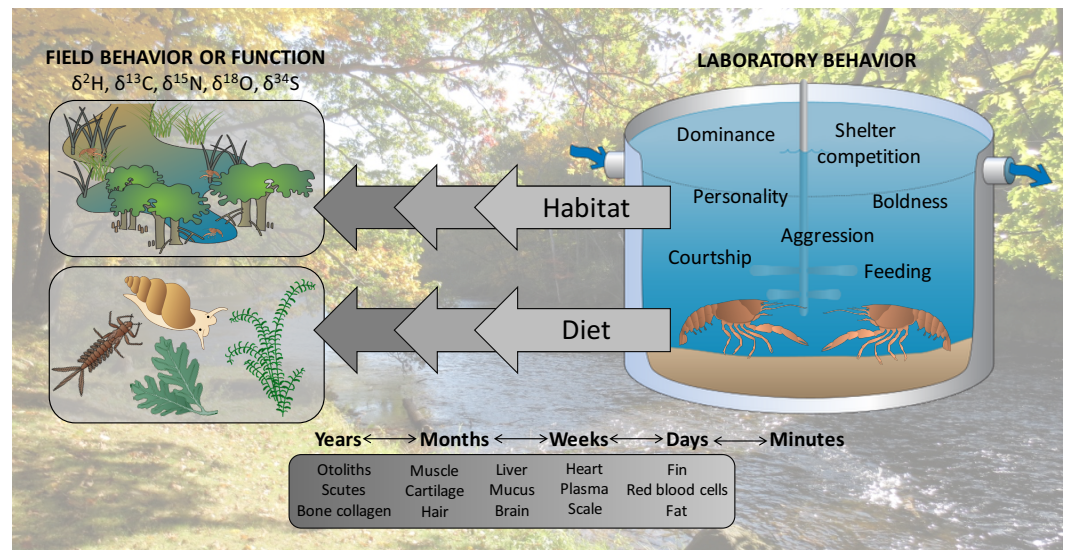 FIELD BEHAVIOR OR FUNCTION
δ²H, δ¹³C, δ¹⁵N, δ¹⁸O, δ³⁴S
LABORATORY BEHAVIOR
Dominance
Shelter
competition
Personality
Boldness
Aggression
Courtship
Feeding
Habitat
Diet
Years Months Weeks Days Minutes
Otoliths
Scutes
Bone collagen
Muscle
Cartilage
Hair
Liver
Mucus
Brain
Heart
Plasma
Scale
Fin
Red blood cells
Fat